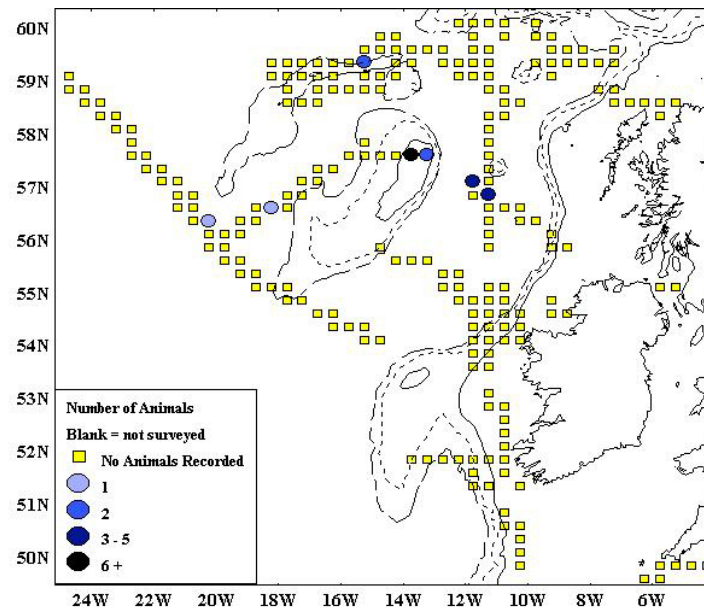 60N
59N
58N
57N
56N
55N
54N
53N
52N
51N
50N
Number of Animals
Blank = not surveyed
No Animals Recorded
1
2
3 - 5
6 +
24W 22W 20W 18W 16W 14W 12W 10W 8W 6W